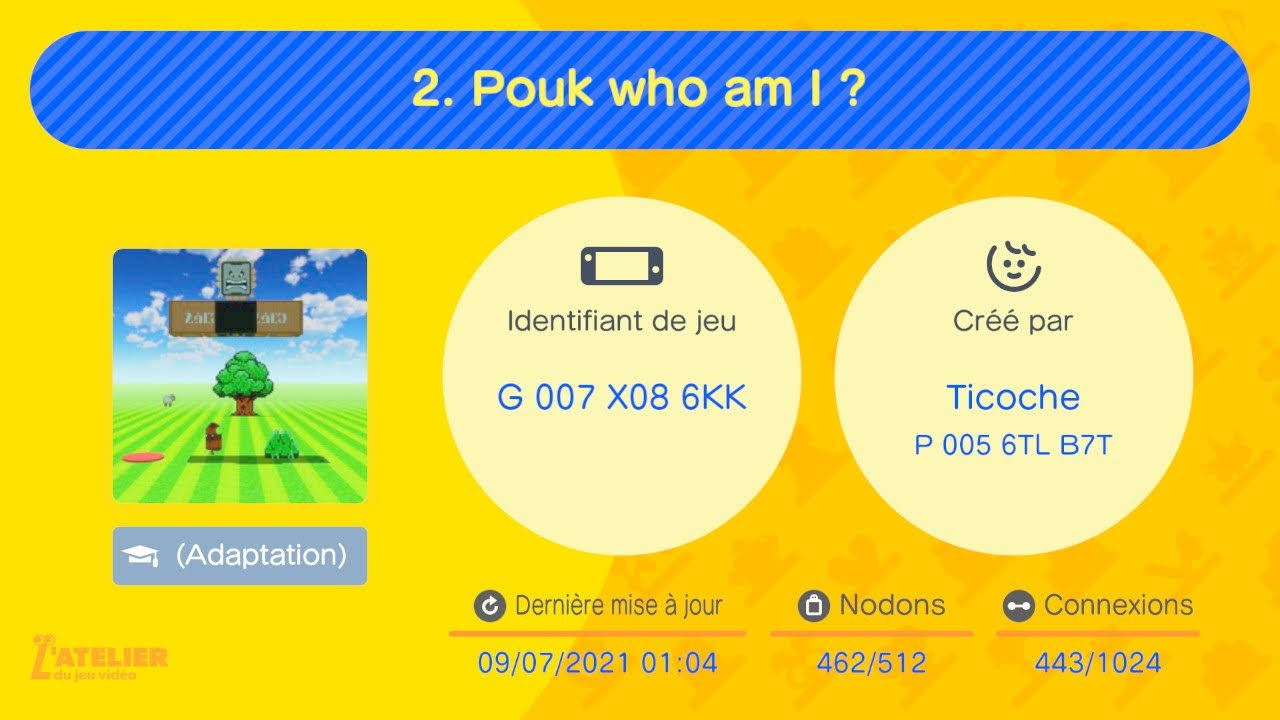 2. Pouk who am I ?
Identifiant de jeu
G 007 X08 6KK
Créé par
Ticoche
P 005 6TL B7T
(Adaptation)
Dernière mise à jour
09/07/2021 01:04
Nodons
462/512
Connexions
443/1024
L'ATELIER
du jeu vidéo